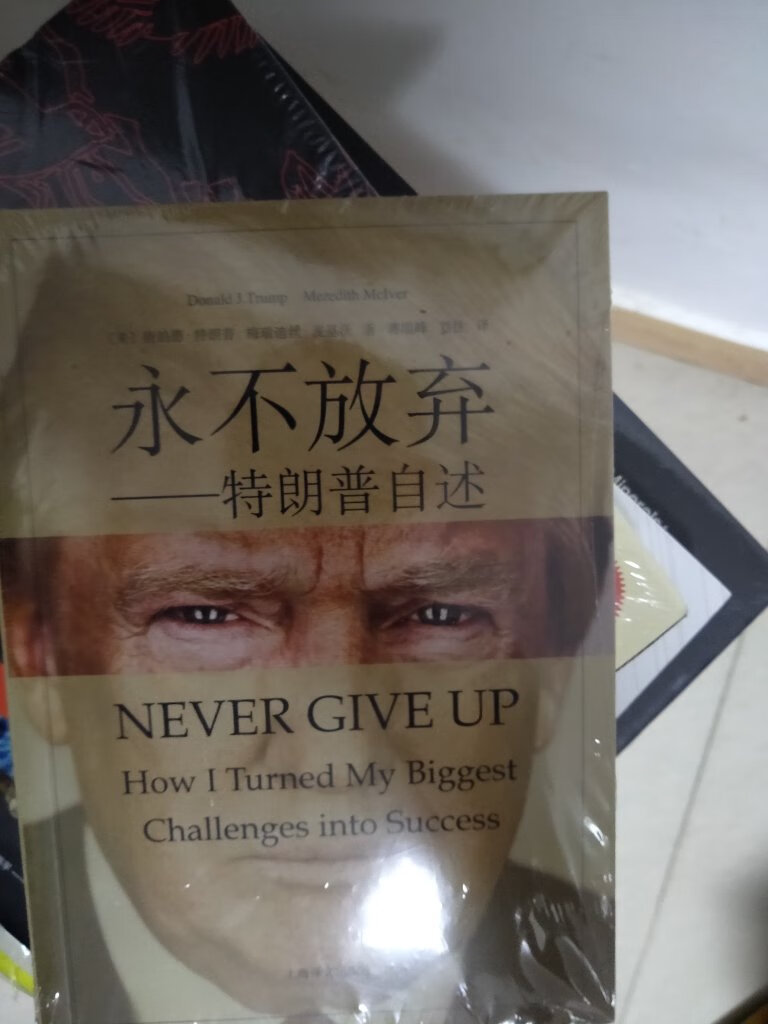 Donald J. Trump Meredith McIver
永不放弃
——特朗普自述
NEVER GIVE UP
How I Turned My Biggest
Challenges into Success